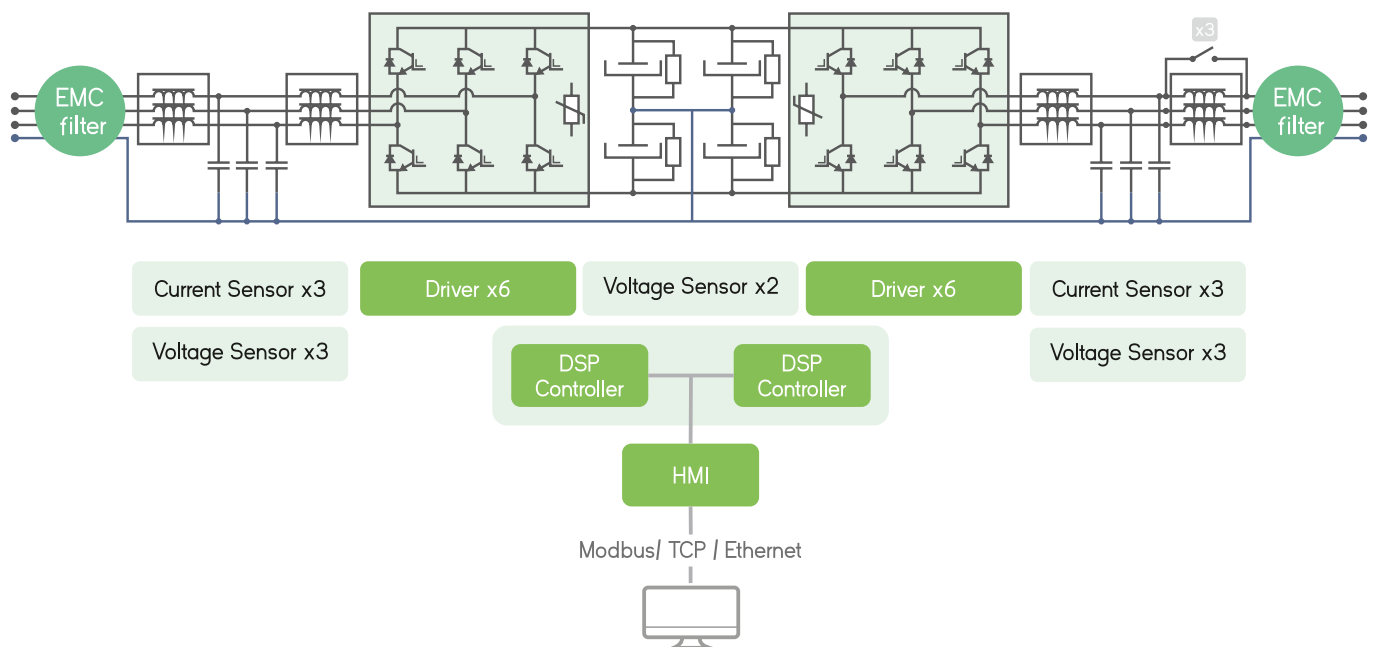 x3
EMC
filter
EMC
filter
Current Sensor x3
Driver x6
Voltage Sensor x2
Driver x6
Current Sensor x3
Voltage Sensor x3
Voltage Sensor x3
DSP
Controller
DSP
Controller
HMI
Modbus/ TCP / Ethernet